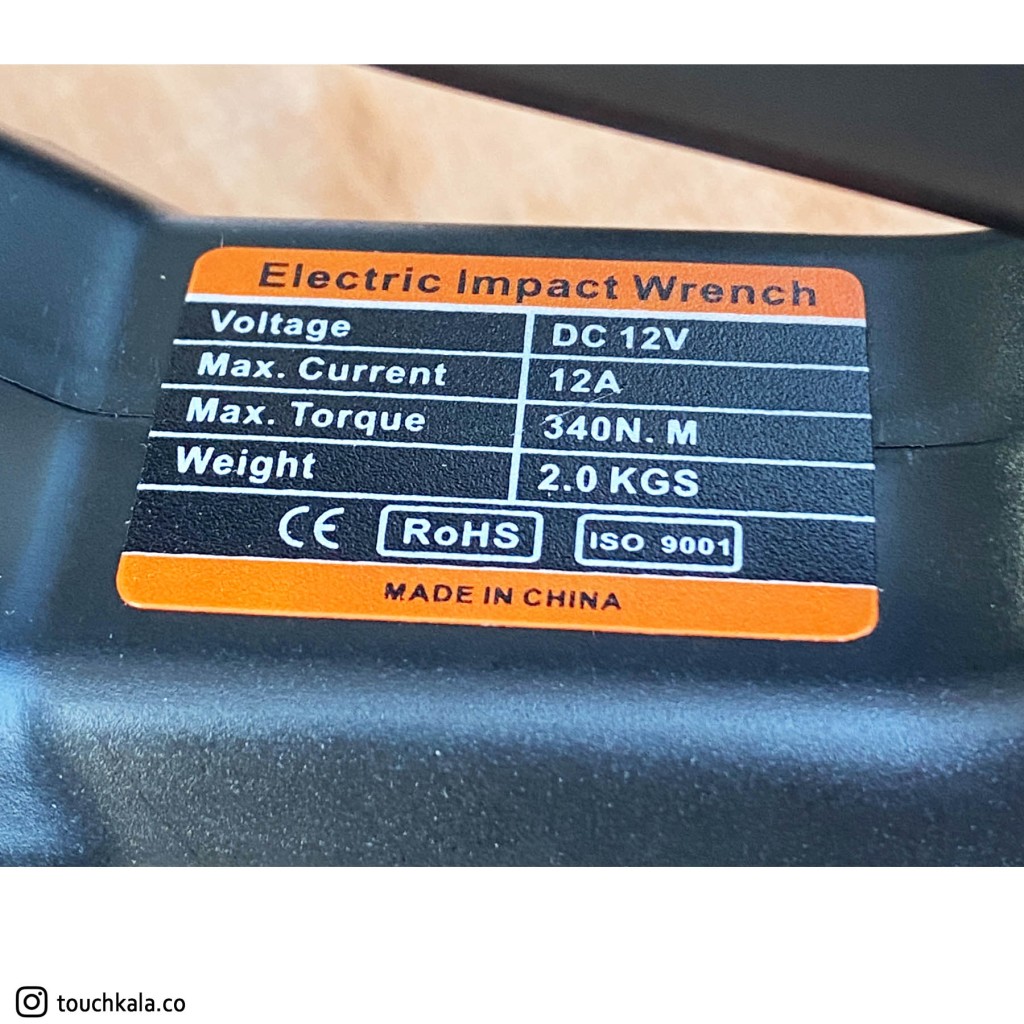 Electric Impact Wrench
Voltage DC 12V
Max. Current 12A
Max. Torque 340N. M
Weight 2.0 KGS
CE RoHS ISO 9001
MADE IN CHINA
touchkala.co